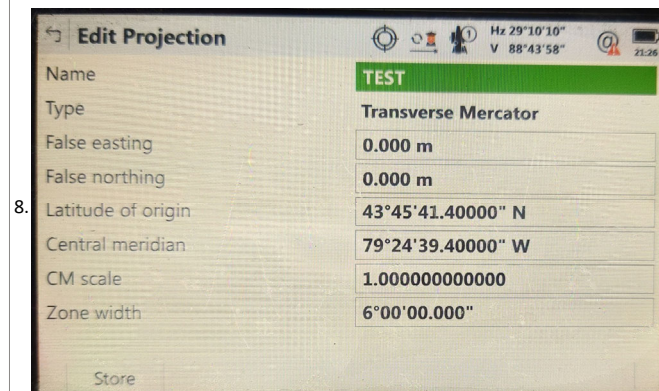 Edit Projection
1
Hz 29°10'10"
V 88°43'58"
@
21:26
Name TEST
Type Transverse Mercator
False easting 0.000 m
False northing 0.000 m
8. Latitude of origin 43°45'41.40000" N
Central meridian 79°24'39.40000" W
CM scale 1.000000000000
Zone width 6°00'00.000"
Store